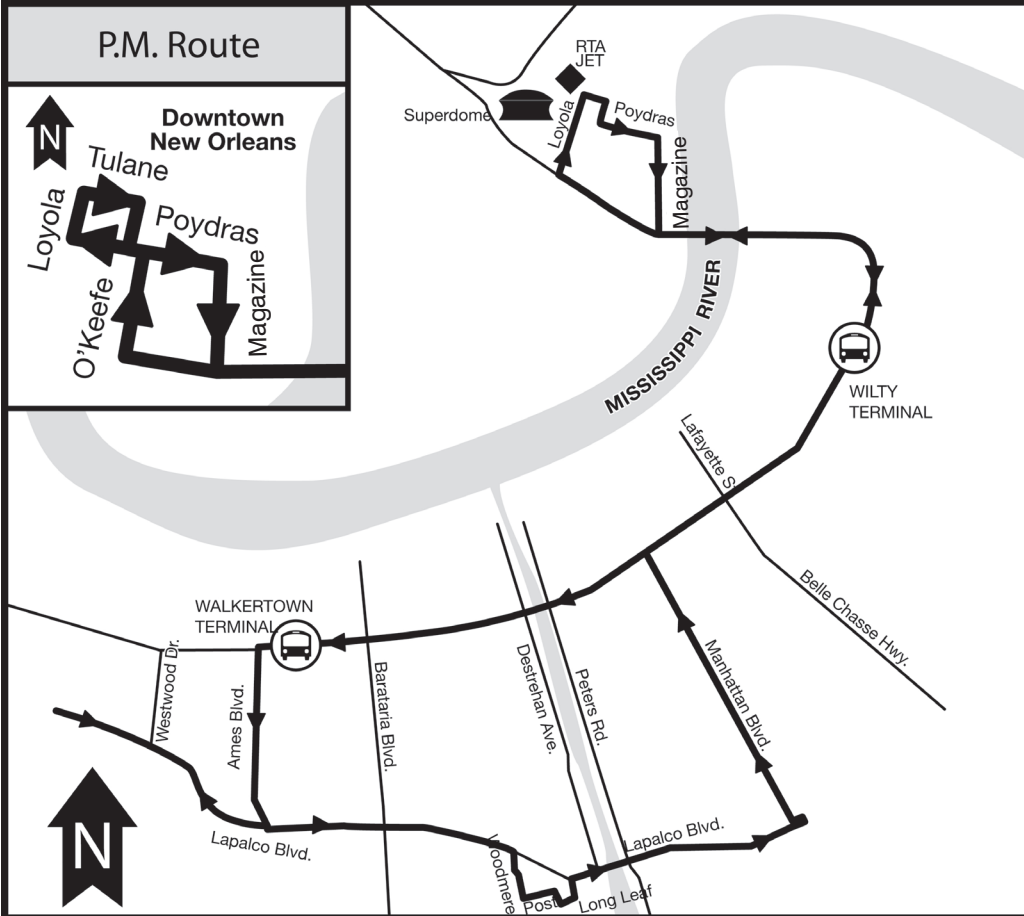 P.M. Route
N
Downtown
New Orleans
Tulane
Loyola
Poydras
O'Keefe
Magazine
RTA
JET
Superdome
Loyola
Poydras
Magazine
MISSISSIPPI RIVER
WILTY
TERMINAL
Lafayette S
Belle Chasse Hwy.
WALKERTOWN
TERMINAL
Westwood Dr.
Ames Blvd.
Barataria Blvd.
Destrehan Ave.
Peters Rd.
Manhattan Blvd.
N
Lapalco Blvd.
Lapalco Blvd.
Woodmere
Post
Long Leaf